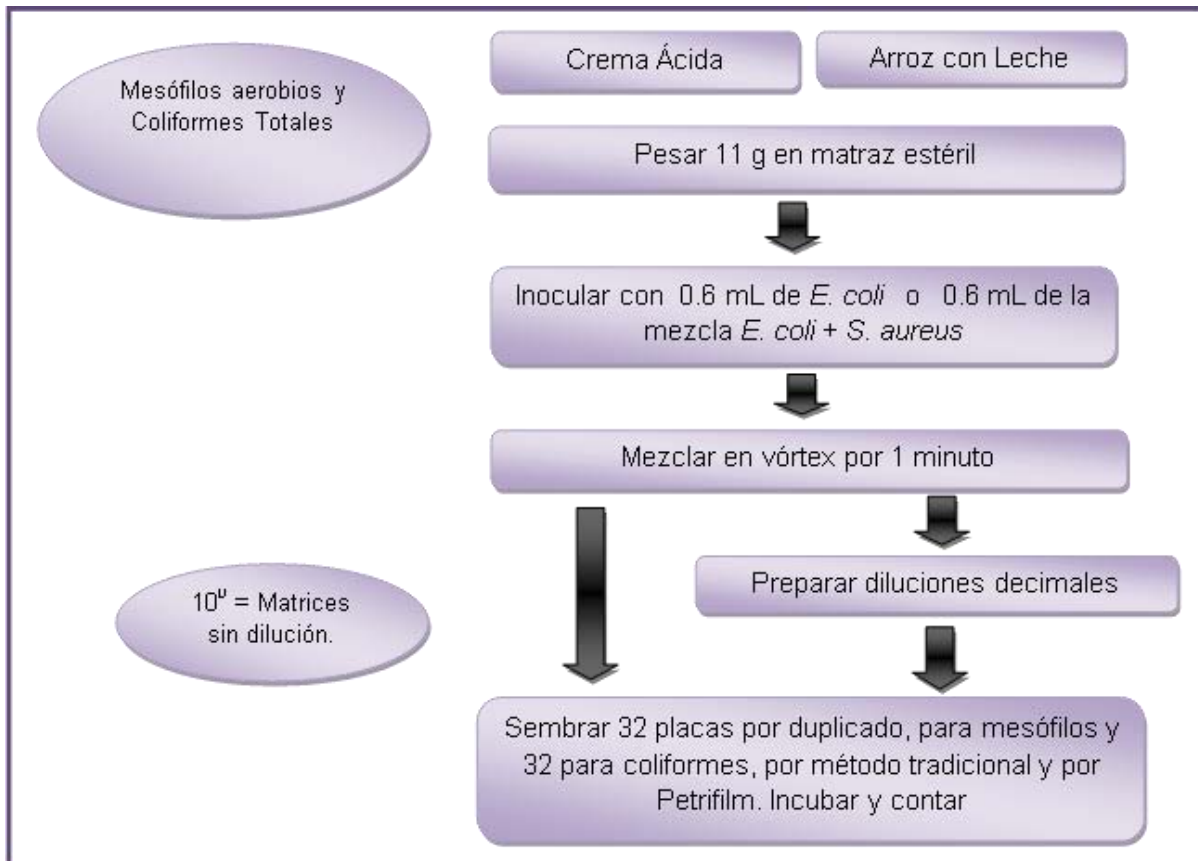 Mesófilos aerobios y
Coliformes Totales
Crema Ácida
Arroz con Leche
Pesar 11 g en matraz estéril
Inocular con 0.6 mL de E. coli o 0.6 mL de la
mezcla E. coli + S. aureus
Mezclar en vórtex por 1 minuto
Preparar diluciones decimales
10⁰ = Matrices
sin dilución.
Sembrar 32 placas por duplicado, para mesófilos y
32 para coliformes, por método tradicional y por
Petrifilm. Incubar y contar